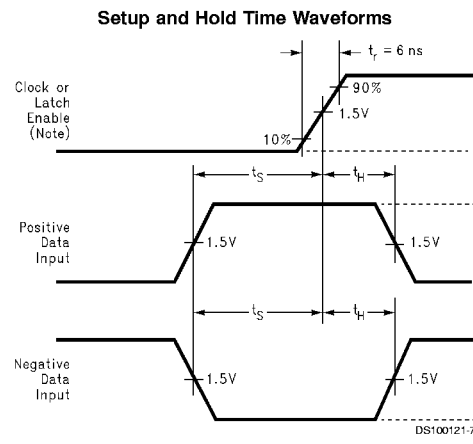 Setup and Hold Time Waveforms
tr = 6 ns
Clock or
Latch
Enable
(Note)
90%
1.5V
10%
tS
tH
Positive
Data
Input
1.5V
1.5V
tS
tH
Negative
Data
Input
1.5V
1.5V
DS100121-7